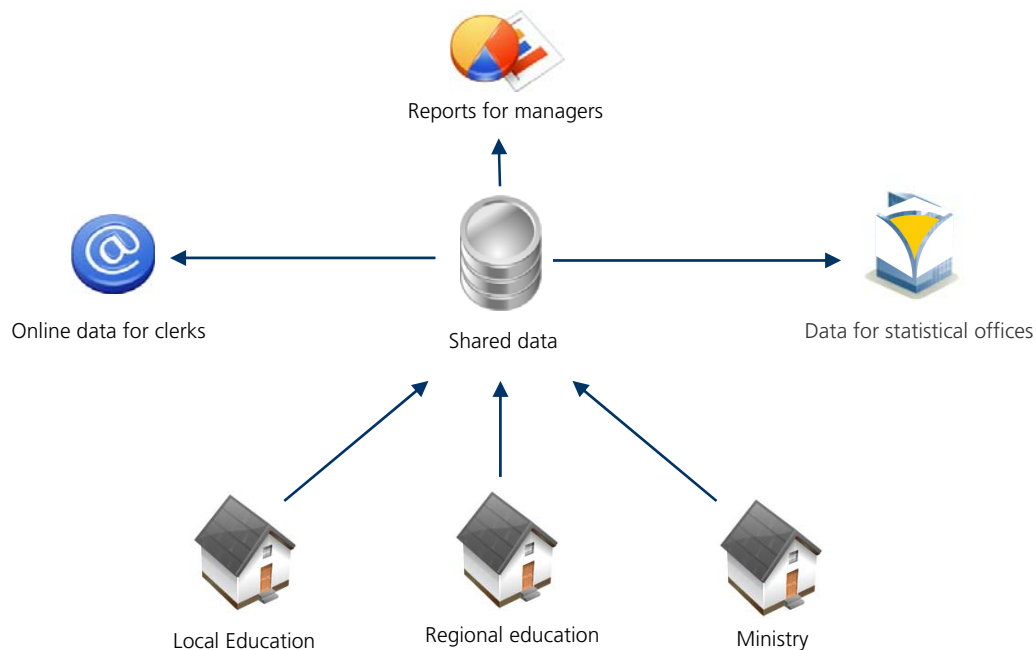 Reports for managers
Online data for clerks
Shared data
Data for statistical offices
Local Education
Regional education
Ministry